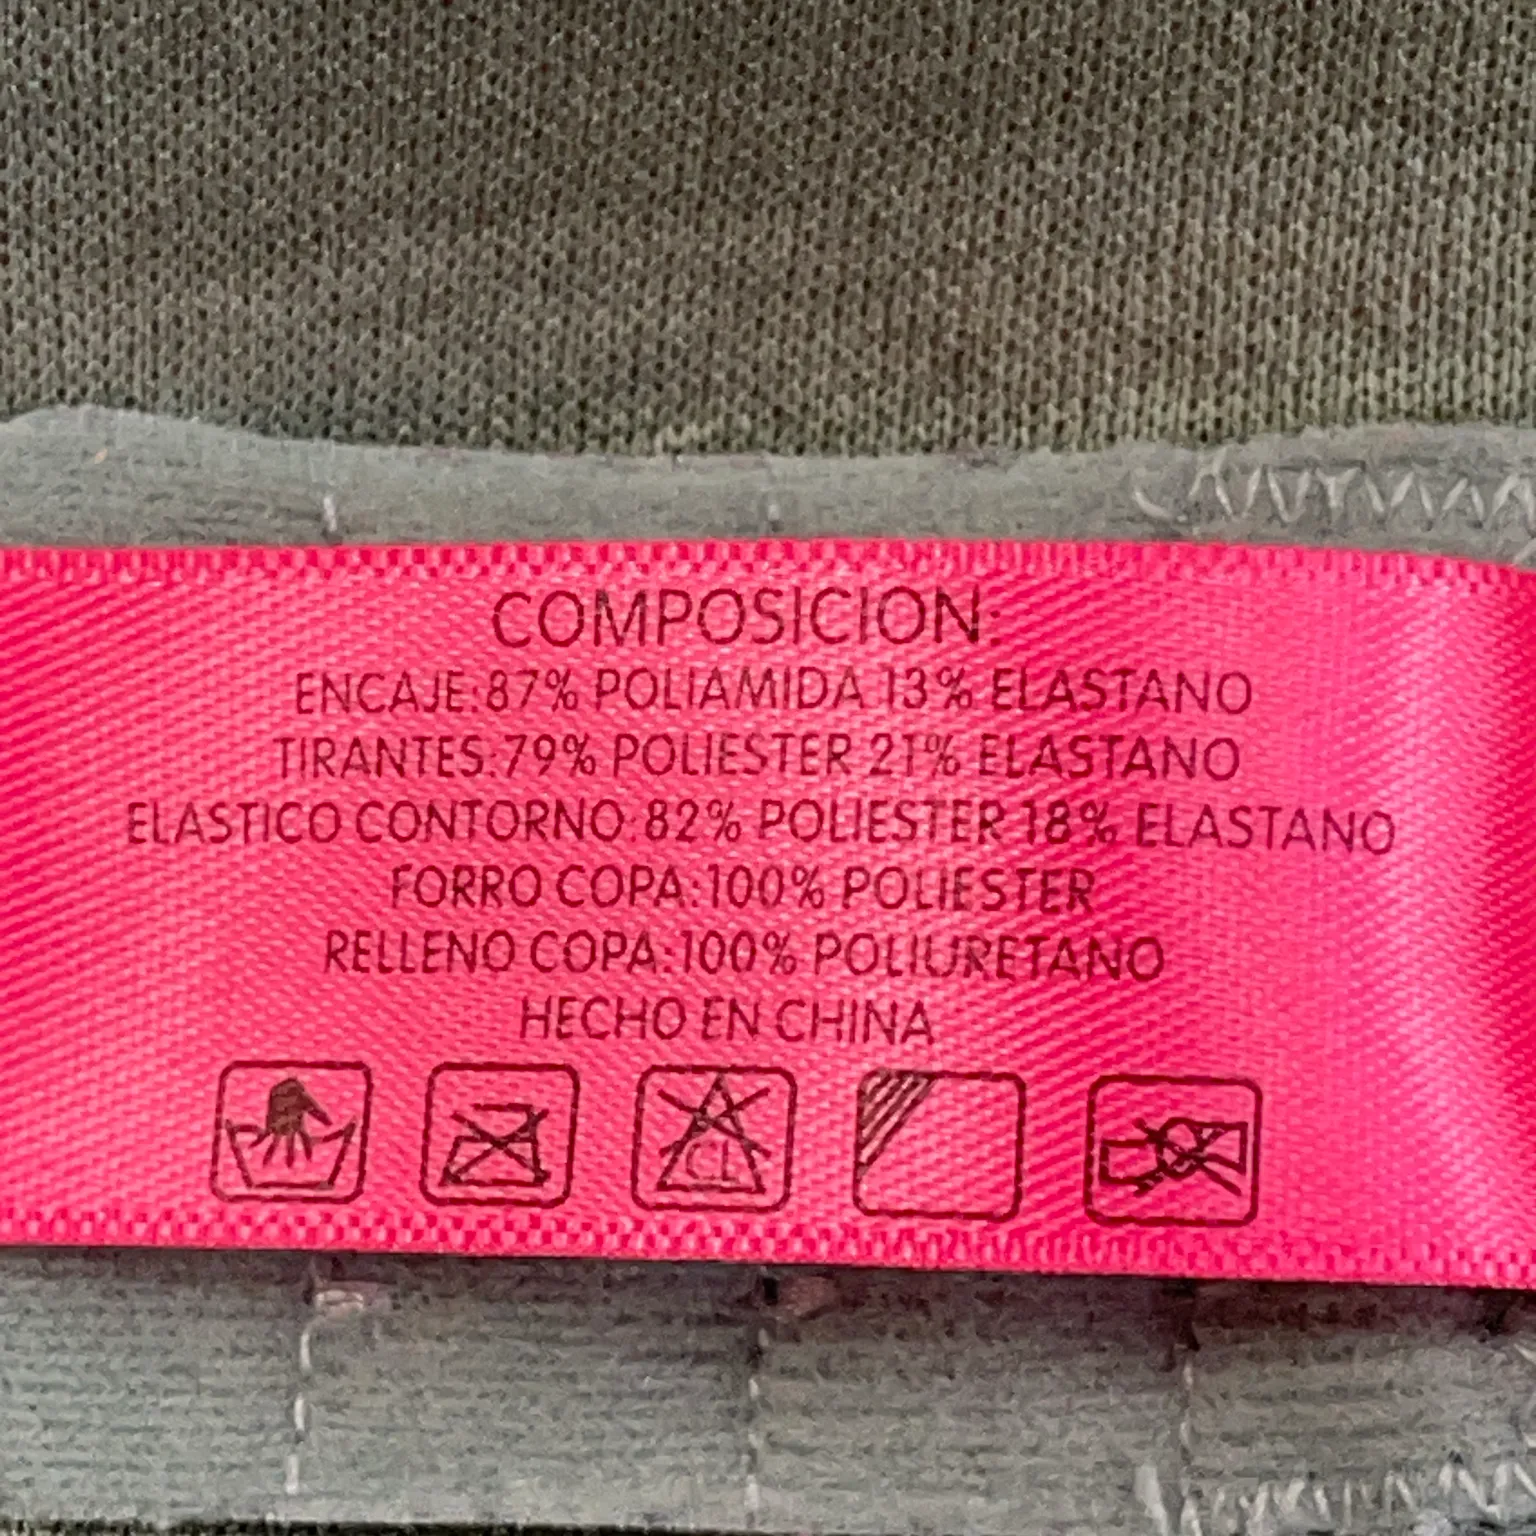 COMPOSICION:
ENCAJE:87% POLIAMIDA 13% ELASTANO
TIRANTES:79% POLIESTER 21% ELASTANO
ELASTICO CONTORNO:82% POLIESTER 18% ELASTANO
FORRO COPA:100% POLIESTER
RELLENO COPA:100% POLIURETANO
HECHO EN CHINA
CL